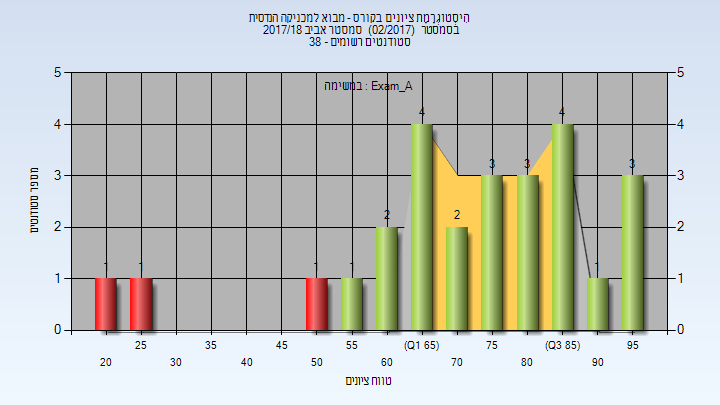 היסטוגרמת ציונים בקורס - מבוא למכניקה הנדסית
בסמסטר (02/2017) סמסטר אביב 2017/18
סטודנטים רשומים - 38
במשימה : Exam_A
מספר סטודנטים
5 5
4 4
3 3
2 2
1 1
0 0
1 1 1 1 2 4 2 3 3 4 1 3
25 35 45 55 (Q1 65) 75 (Q3 85) 95
20 30 40 50 60 70 80 90
טווח ציונים